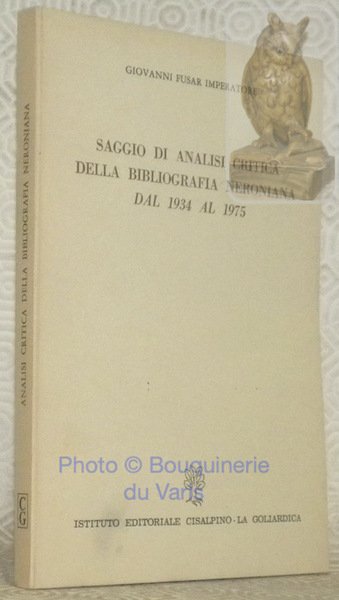 GIOVANNI FUSAR IMPERATORE
SAGGIO DI ANALISI CRITICA
DELLA BIBLIOGRAFIA NERONIANA
DAL 1934 AL 1975
ISTITUTO EDITORIALE CISALPINO - LA GOLIARDICA
ANALISI CRITICA DELLA BIBLIOGRAFIA NERONIANA
CG
Photo © Bouquinerie
du Varis